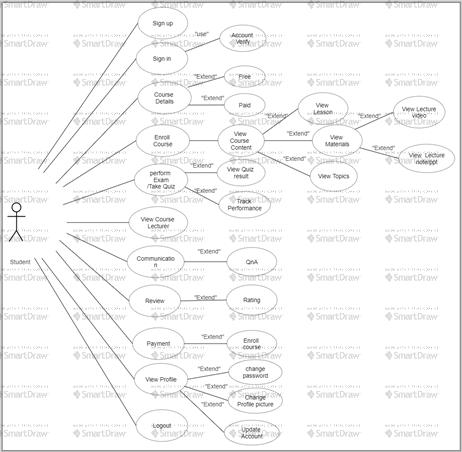 Sign up
"use"
Account
Verify
Sign in
"Extend"
Free
Course
Details
"Extend"
Paid
View
Lesson
"Extend"
View Lecture
video
"Extend"
Enroll
Course
View
Course
Content
"Extend"
View
Materials
"Extend"
View Lecture
note/ppt
"Extend"
View Topics
perform
Exam
/Take Quiz
"Extend"
View Quiz
result
"Extend"
Track
Performance
View Course
Lecturer
Student
Communicatio
n
"Extend"
QnA
Review
"Extend"
Rating
Payment
"Extend"
Enroll
course
View Profile
"Extend"
change
password
"Extend"
Change
Profile picture
"Extend"
Update
Account
Logout
SmartDraw